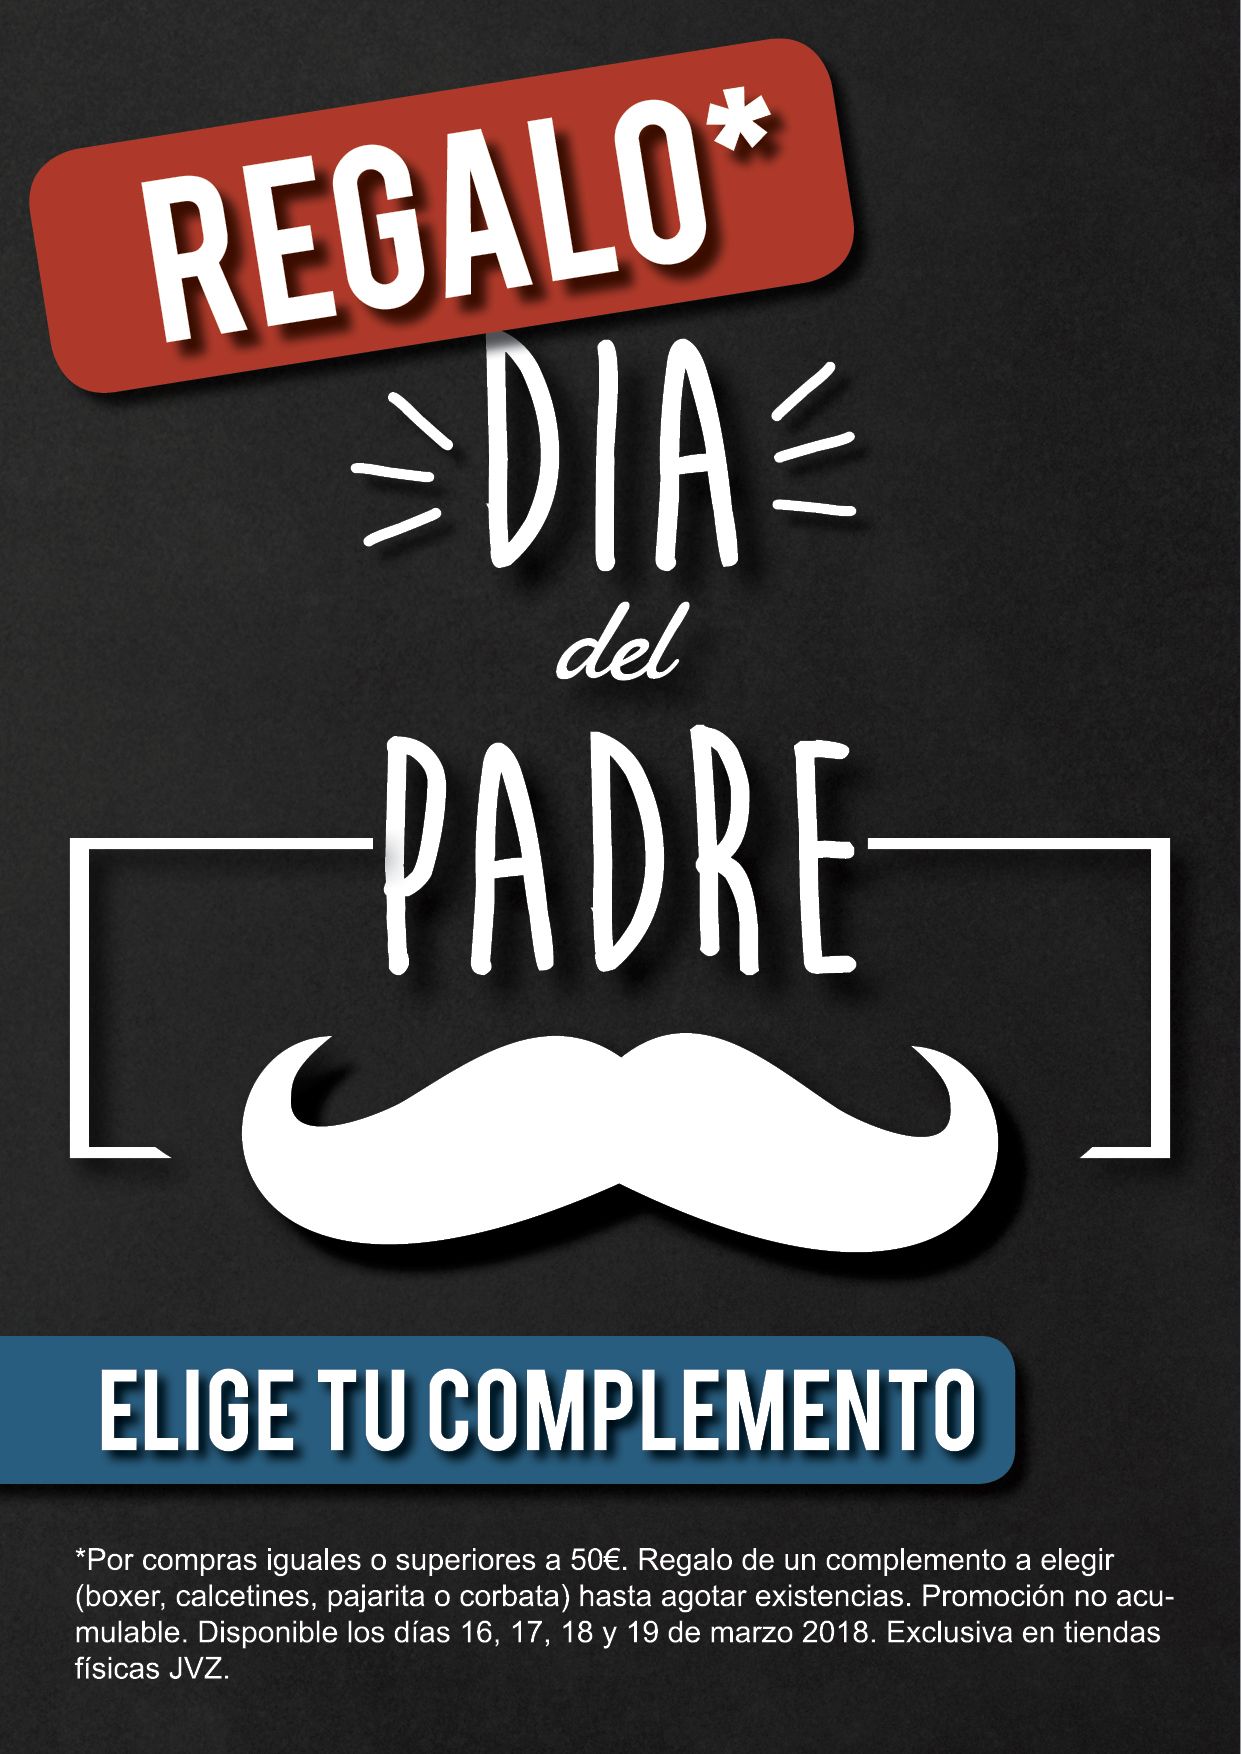 REGALO*
DIA
del
PADRE
ELIGE TU COMPLEMENTO
*Por compras iguales o superiores a 50€. Regalo de un complemento a elegir
(boxer, calcetines, pajarita o corbata) hasta agotar existencias. Promoción no acu-
mulable. Disponible los días 16, 17, 18 y 19 de marzo 2018. Exclusiva en tiendas
físicas JVZ.